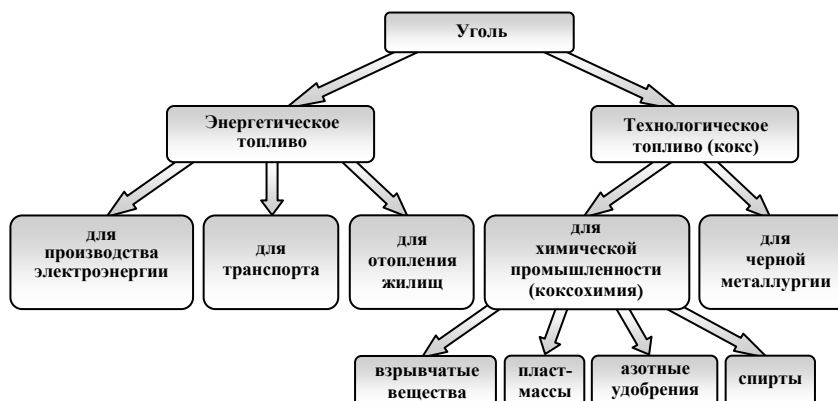 Уголь
Энергетическое
топливо
Технологическое
топливо (кокс)
для
производства
электроэнергии
для
транспорта
для
отопления
жилищ
для
химической
промышленности
(коксохимия)
для
черной
металлургии
взрывчатые
вещества
пласт-
массы
азотные
удобрения
спирты